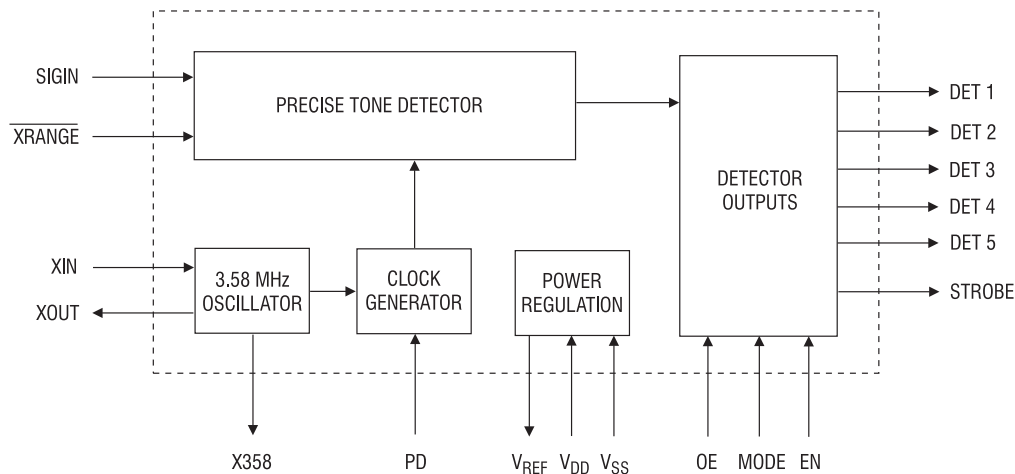 SIGIN
XRANGE
PRECISE TONE DETECTOR
DETECTOR
OUTPUTS
DET 1
DET 2
DET 3
DET 4
DET 5
STROBE
XIN
XOUT
3.58 MHz
OSCILLATOR
CLOCK
GENERATOR
POWER
REGULATION
X358
PD
VREF
VDD
VSS
OE
MODE
EN